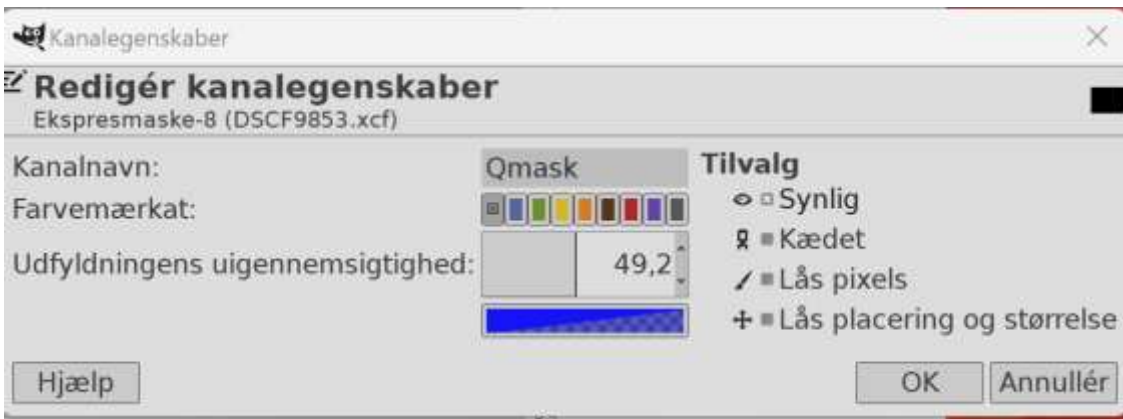 Kanalegenskaber
Redigér kanalegenskaber
Ekspresmaske-8 (DSCF9853.xcf)
Kanalnavn:
Qmask
Farvemærkat:
Udfyldningens uigennemsigtighed:
49,2
Tilvalg
Synlig
Kædet
Lås pixels
Lås placering og størrelse
Hjælp
OK
Annullér